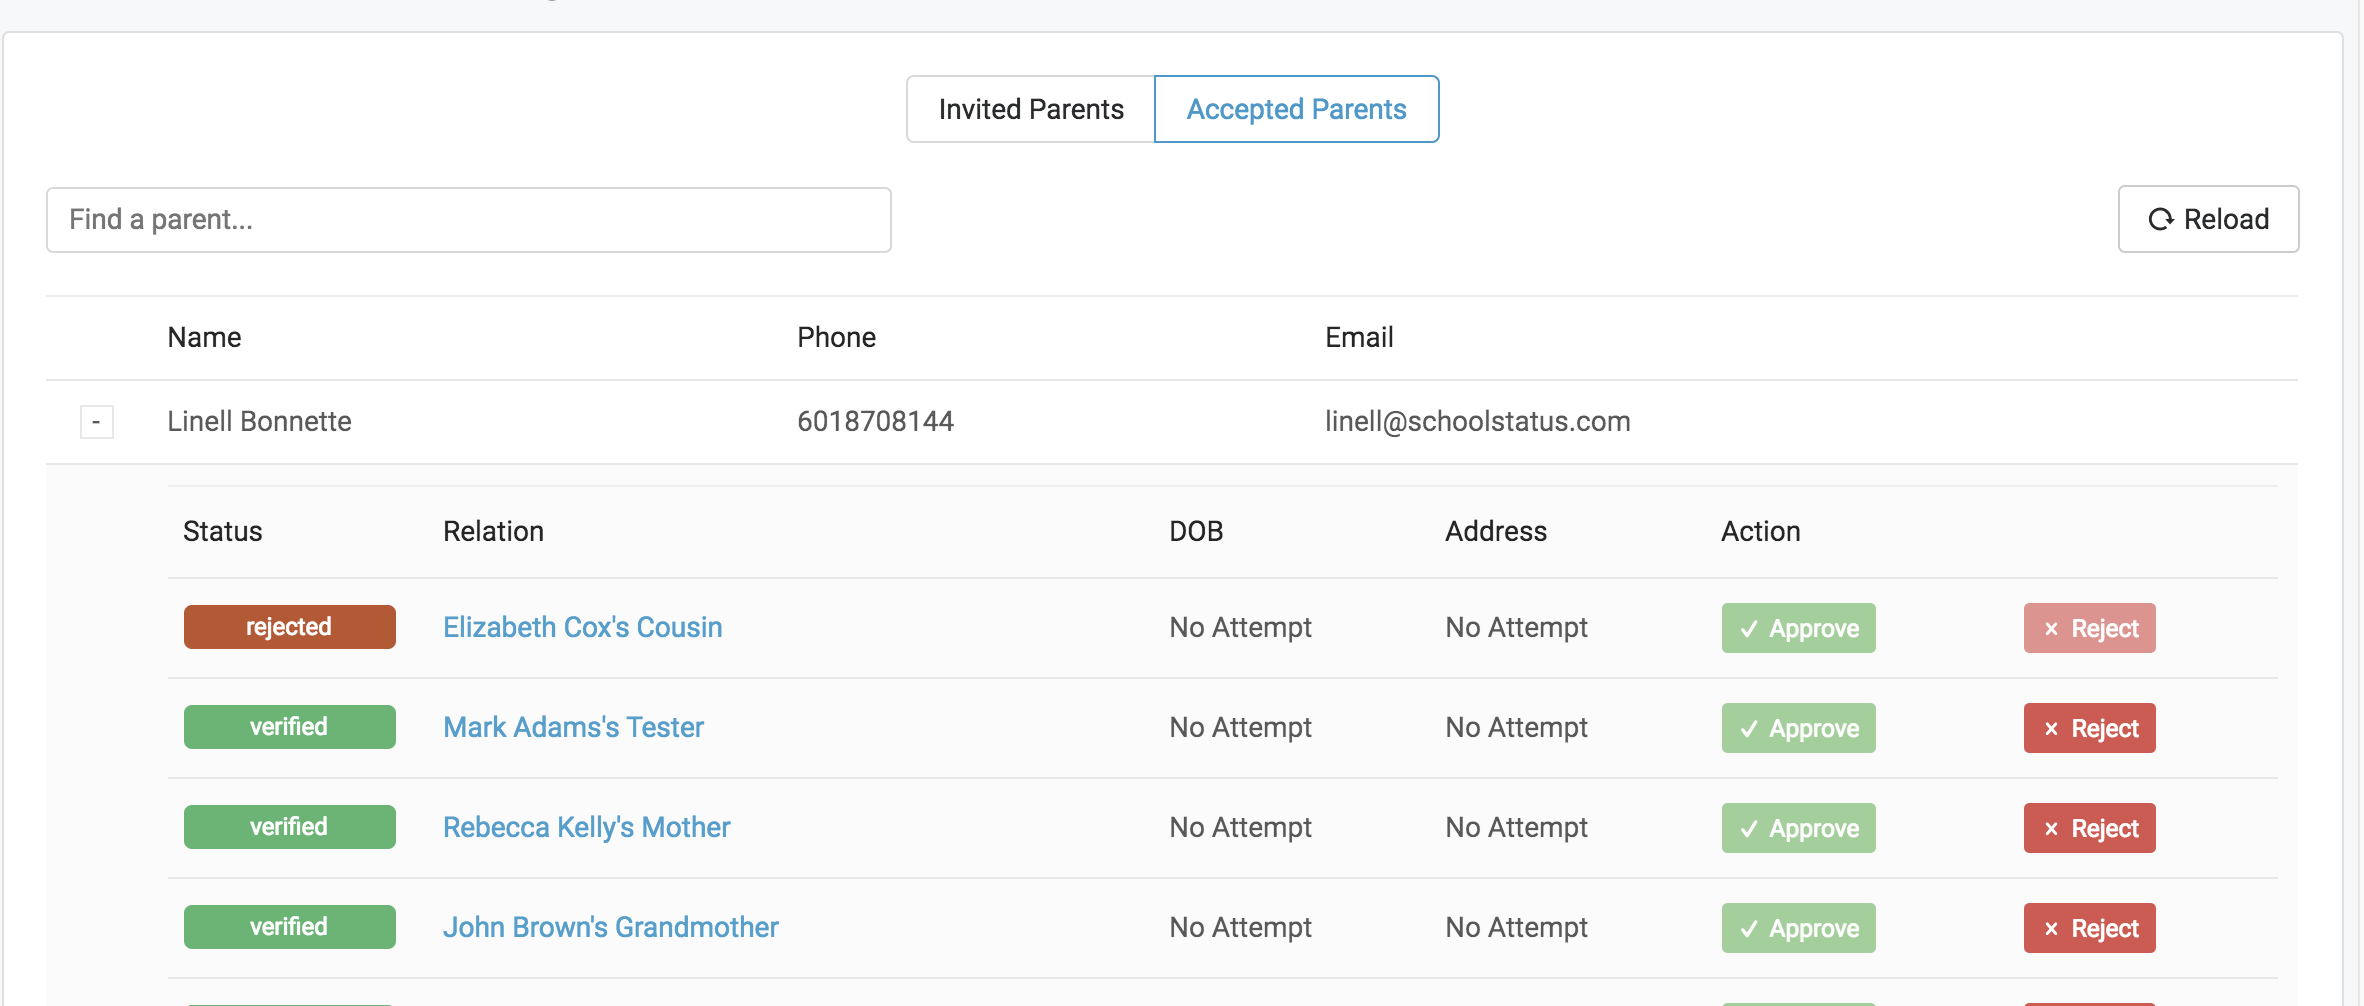 Invited Parents Accepted Parents
Find a parent... Reload
Name Phone Email
- Linell Bonnette 6018708144 linell@schoolstatus.com
Status Relation DOB Address Action
rejected Elizabeth Cox's Cousin No Attempt No Attempt Approve Reject
verified Mark Adams's Tester No Attempt No Attempt Approve Reject
verified Rebecca Kelly's Mother No Attempt No Attempt Approve Reject
verified John Brown's Grandmother No Attempt No Attempt Approve Reject